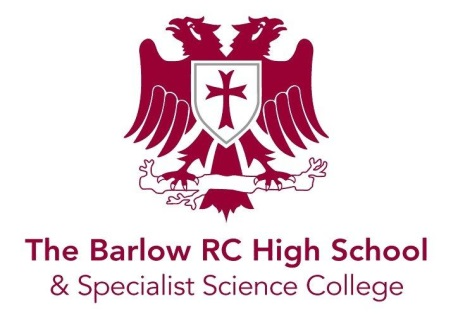 The Barlow RC High School
& Specialist Science College